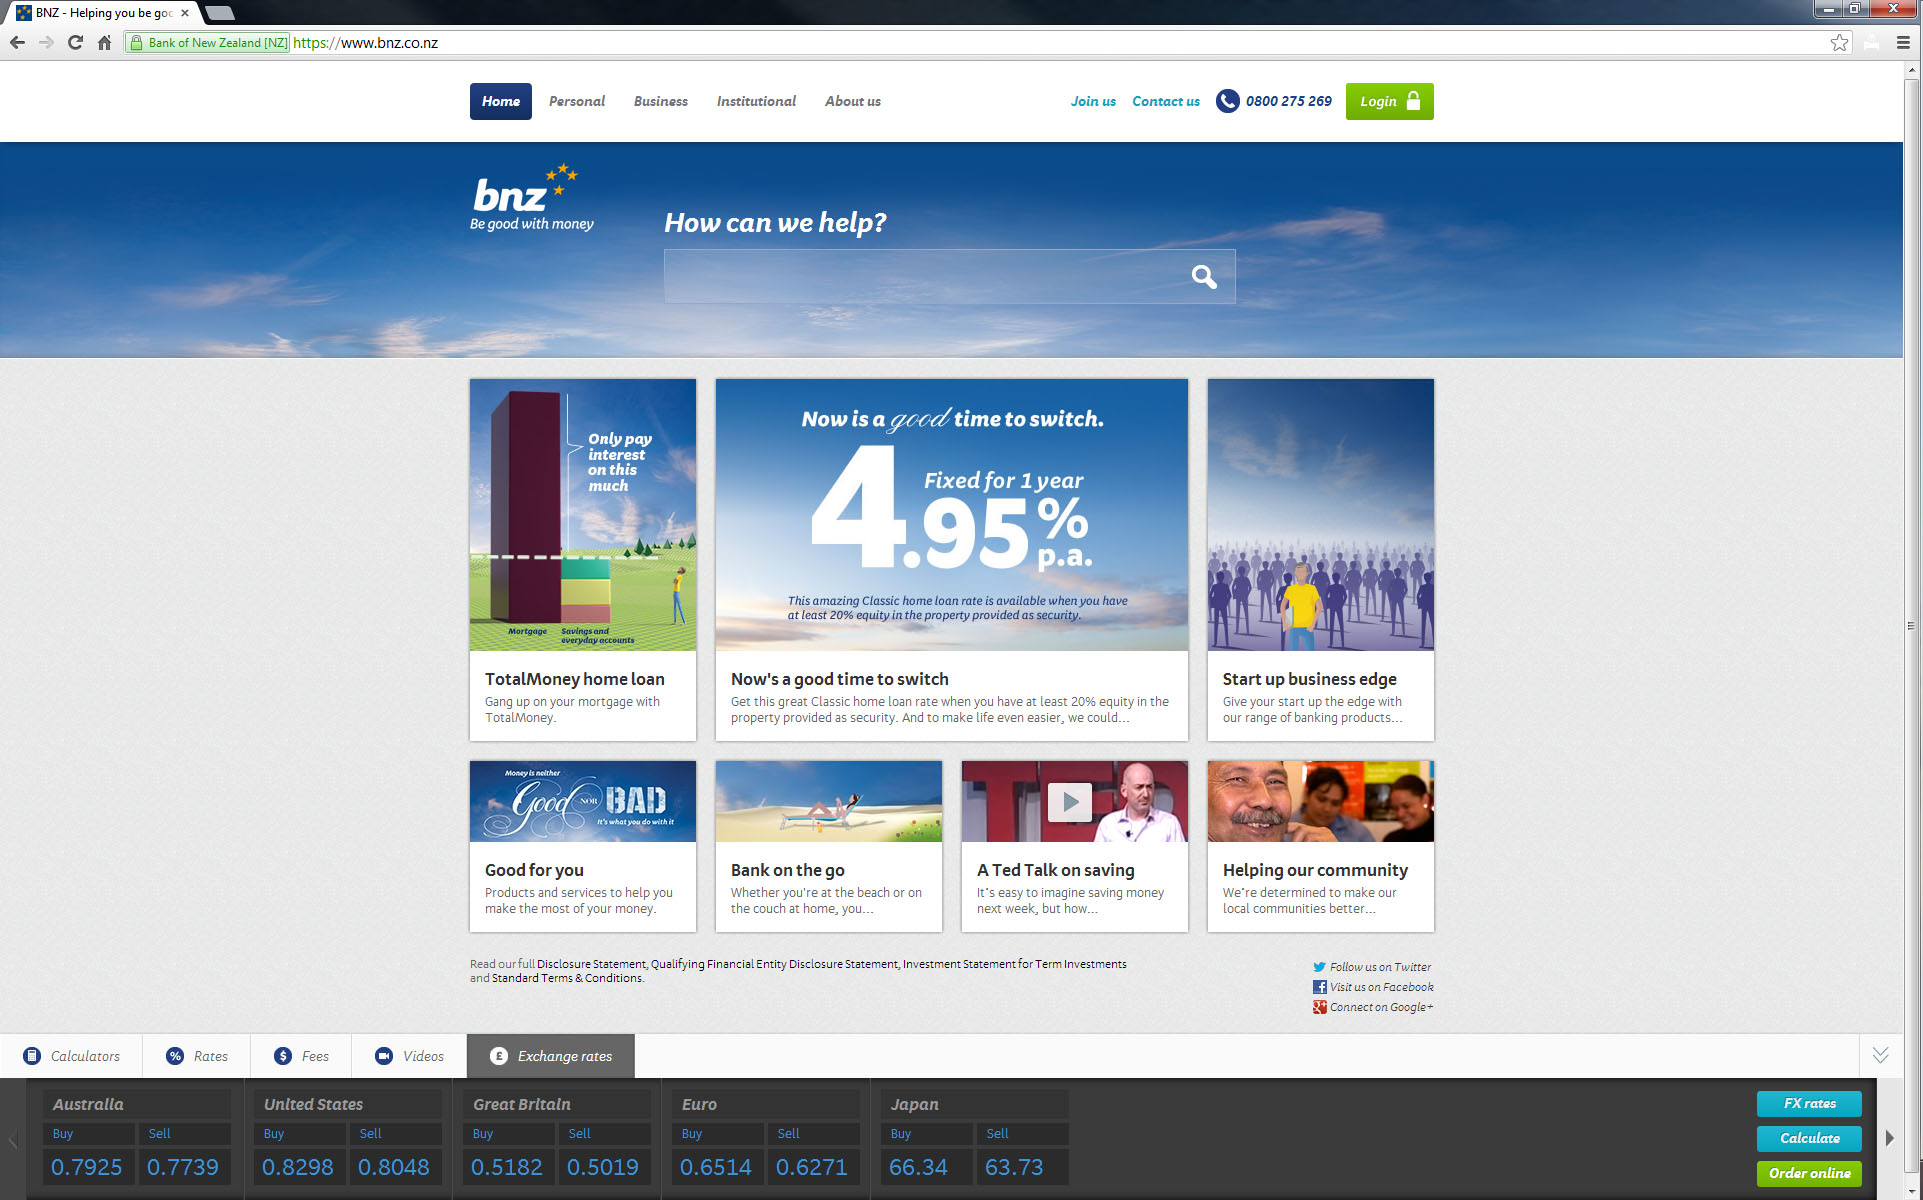 BNZ - Helping you be goo
Bank of New Zealand [NZ] https://www.bnz.co.nz
Home Personal Business Institutional About us Join us Contact us 0800 275 269 Login
bnz
Be good with money
How can we help?
Only pay
interest
on this
much
Mortgage
Savings and
everyday accounts
TotalMoney home loan
Gang up on your mortgage with
TotalMoney.
Now is a good time to switch.
Fixed for 1 year
4.95%
p.a.
This amazing Classic home loan rate is available when you have
at least 20% equity in the property provided as security.
Now's a good time to switch
Get this great Classic home loan rate when you have at least 20% equity in the
property provided as security. And to make life even easier, we could...
Start up business edge
Give your start up the edge with
our range of banking products...
Money is neither
Good NOR BAD
It's what you do with it
Good for you
Products and services to help you
make the most of your money.
Bank on the go
Whether you're at the beach or on
the couch at home, you...
TED
A Ted Talk on saving
It's easy to imagine saving money
next week, but how...
Helping our community
We're determined to make our
local communities better...
Read our full Disclosure Statement, Qualifying Financial Entity Disclosure Statement, Investment Statement for Term Investments
and Standard Terms & Conditions.
Follow us on Twitter
Visit us on Facebook
Connect on Google+
Calculators % Rates $ Fees Videos £ Exchange rates
Australia
Buy Sell
0.7925 0.7739
United States
Buy Sell
0.8298 0.8048
Great Britain
Buy Sell
0.5182 0.5019
Euro
Buy Sell
0.6514 0.6271
Japan
Buy Sell
66.34 63.73
FX rates
Calculate
Order online